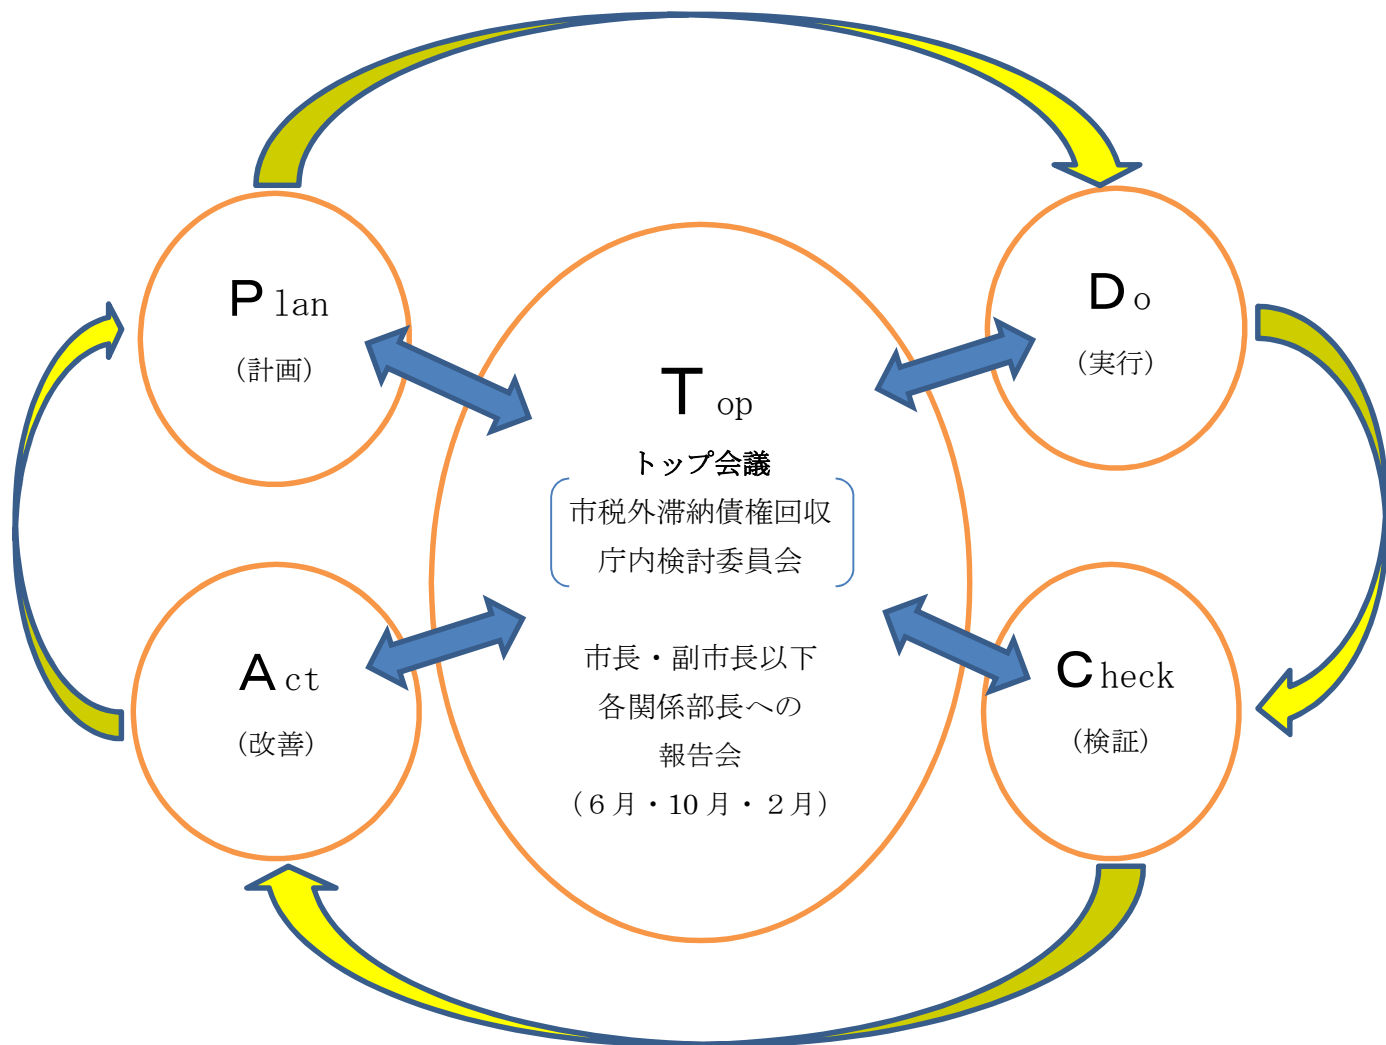 Plan
(計画)
Do
(実行)
Top
トップ会議
市税外滞納債権回収
庁内検討委員会
市長・副市長以下
各関係部長への
報告会
（６月・10 月・２月）
Act
(改善)
Check
(検証)